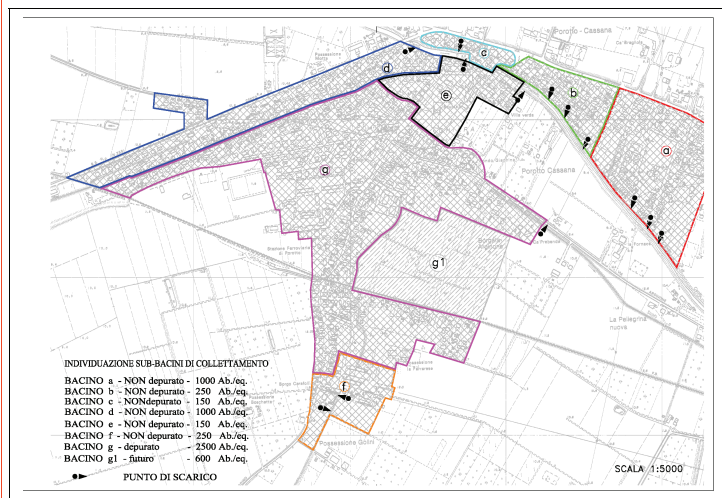 Porotto - Cassana
c
d
e
b
a
Porotto Cassana
g
g1
La Pellegrina
nuova
INDIVIDUAZIONE SUB-BACINI DI COLLETTAMENTO
BACINO a - NON depurato - 1000 Ab./eq.
BACINO b - NON depurato - 250 Ab./eq.
BACINO c - NONdepurato - 150 Ab./eq.
BACINO d - NON depurato - 1000 Ab./eq.
BACINO e - NON depurato - 150 Ab./eq.
BACINO f - NON depurato - 250 Ab./eq.
BACINO g - depurato - 2500 Ab./eq.
BACINO g1 - futuro - 600 Ab./eq.
PUNTO DI SCARICO
f
Possessione Golini
SCALA 1:5000